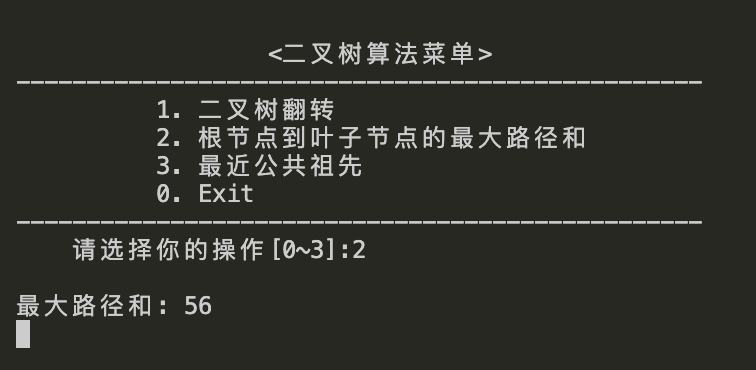 <二叉树算法菜单>
-------------------------------------------------
1. 二叉树翻转
2. 根节点到叶子节点的最大路径和
3. 最近公共祖先
0. Exit
-------------------------------------------------
请选择你的操作[0~3]:2
最大路径和: 56